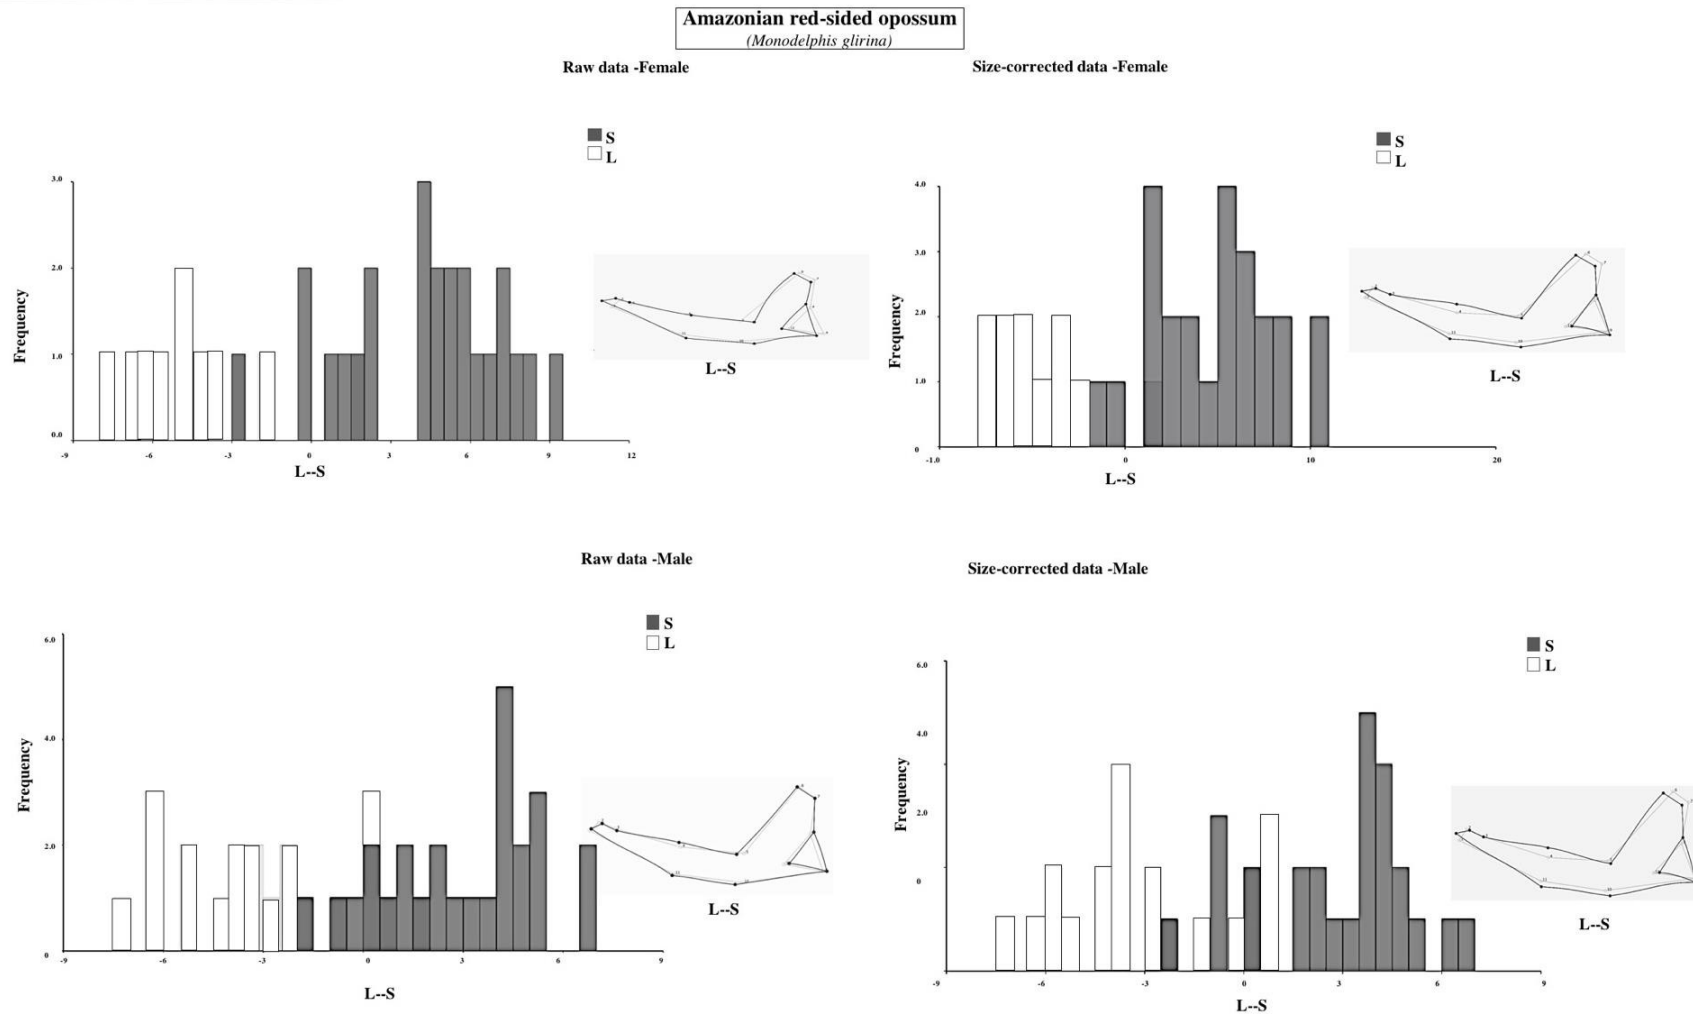 Amazonian red-sided opossum
(Monodelphis glirina)
Raw data -Female
S
L
3.0
2.0
1.0
0.0
Frequency
-9
-6
-3
0
3
6
9
12
L--S
L--S
Size-corrected data -Female
S
L
4.0
3.0
2.0
1.0
0
Frequency
-1.0
0
10
20
L--S
L--S
Raw data -Male
S
L
6.0
4.0
2.0
0
Frequency
-9
-6
-3
0
3
6
9
L--S
L--S
Size-corrected data -Male
S
L
6.0
4.0
2.0
0
Frequency
-9
-6
-3
0
3
6
9
L--S
L--S